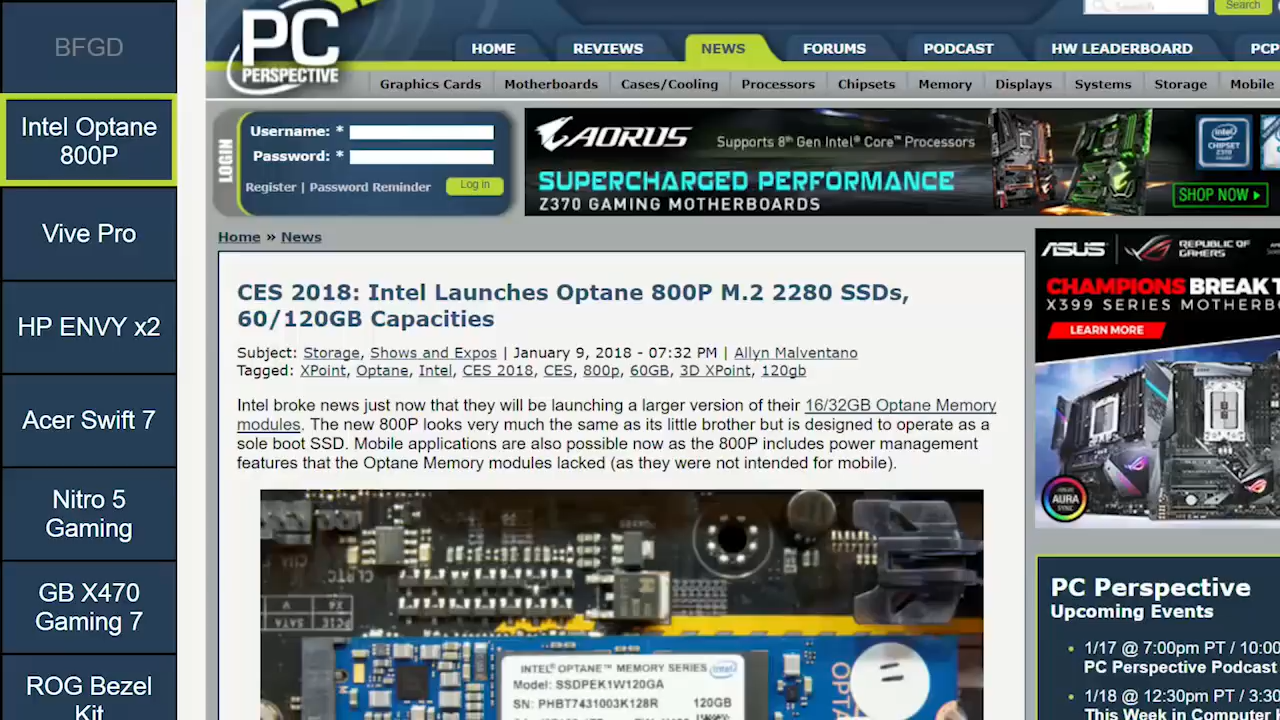 BFGD
Intel Optane
800P
Vive Pro
HP ENVY x2
Acer Swift 7
Nitro 5
Gaming
GB X470
Gaming 7
ROG Bezel
Kit
PC
PERSPECTIVE
Search
Search
HOME
REVIEWS
NEWS
FORUMS
PODCAST
HW LEADERBOARD
PCP
Graphics Cards
Motherboards
Cases/Cooling
Processors
Chipsets
Memory
Displays
Systems
Storage
Mobile
LOGIN
Username: *
Password: *
Register | Password Reminder
Log in
AORUS
Supports 8th Gen Intel® Core™ Processors
SUPERCHARGED PERFORMANCE
Z370 GAMING MOTHERBOARDS
SHOP NOW
Home » News
CES 2018: Intel Launches Optane 800P M.2 2280 SSDs,
60/120GB Capacities
Subject: Storage, Shows and Expos | January 9, 2018 - 07:32 PM | Allyn Malventano
Tagged: XPoint, Optane, Intel, CES 2018, CES, 800p, 60GB, 3D XPoint, 120gb
Intel broke news just now that they will be launching a larger version of their 16/32GB Optane Memory
modules. The new 800P looks very much the same as its little brother but is designed to operate as a
sole boot SSD. Mobile applications are also possible now as the 800P includes power management
features that the Optane Memory modules lacked (as they were not intended for mobile).
INTEL® OPTANE™ MEMORY SERIES
intel
Model: SSDPEK1W120GA
SN: PHBT7431003K128R
120GB
OPT
ASUS
REPUBLIC OF
GAMERS
CHAMPIONS BREAK T
X399 SERIES MOTHERBO
LEARN MORE
AURA
SYNC
PC Perspective
Upcoming Events
1/17 @ 7:00pm PT / 10:00
PC Perspective Podcast
1/18 @ 12:30pm PT / 3:30
This Week in Computer